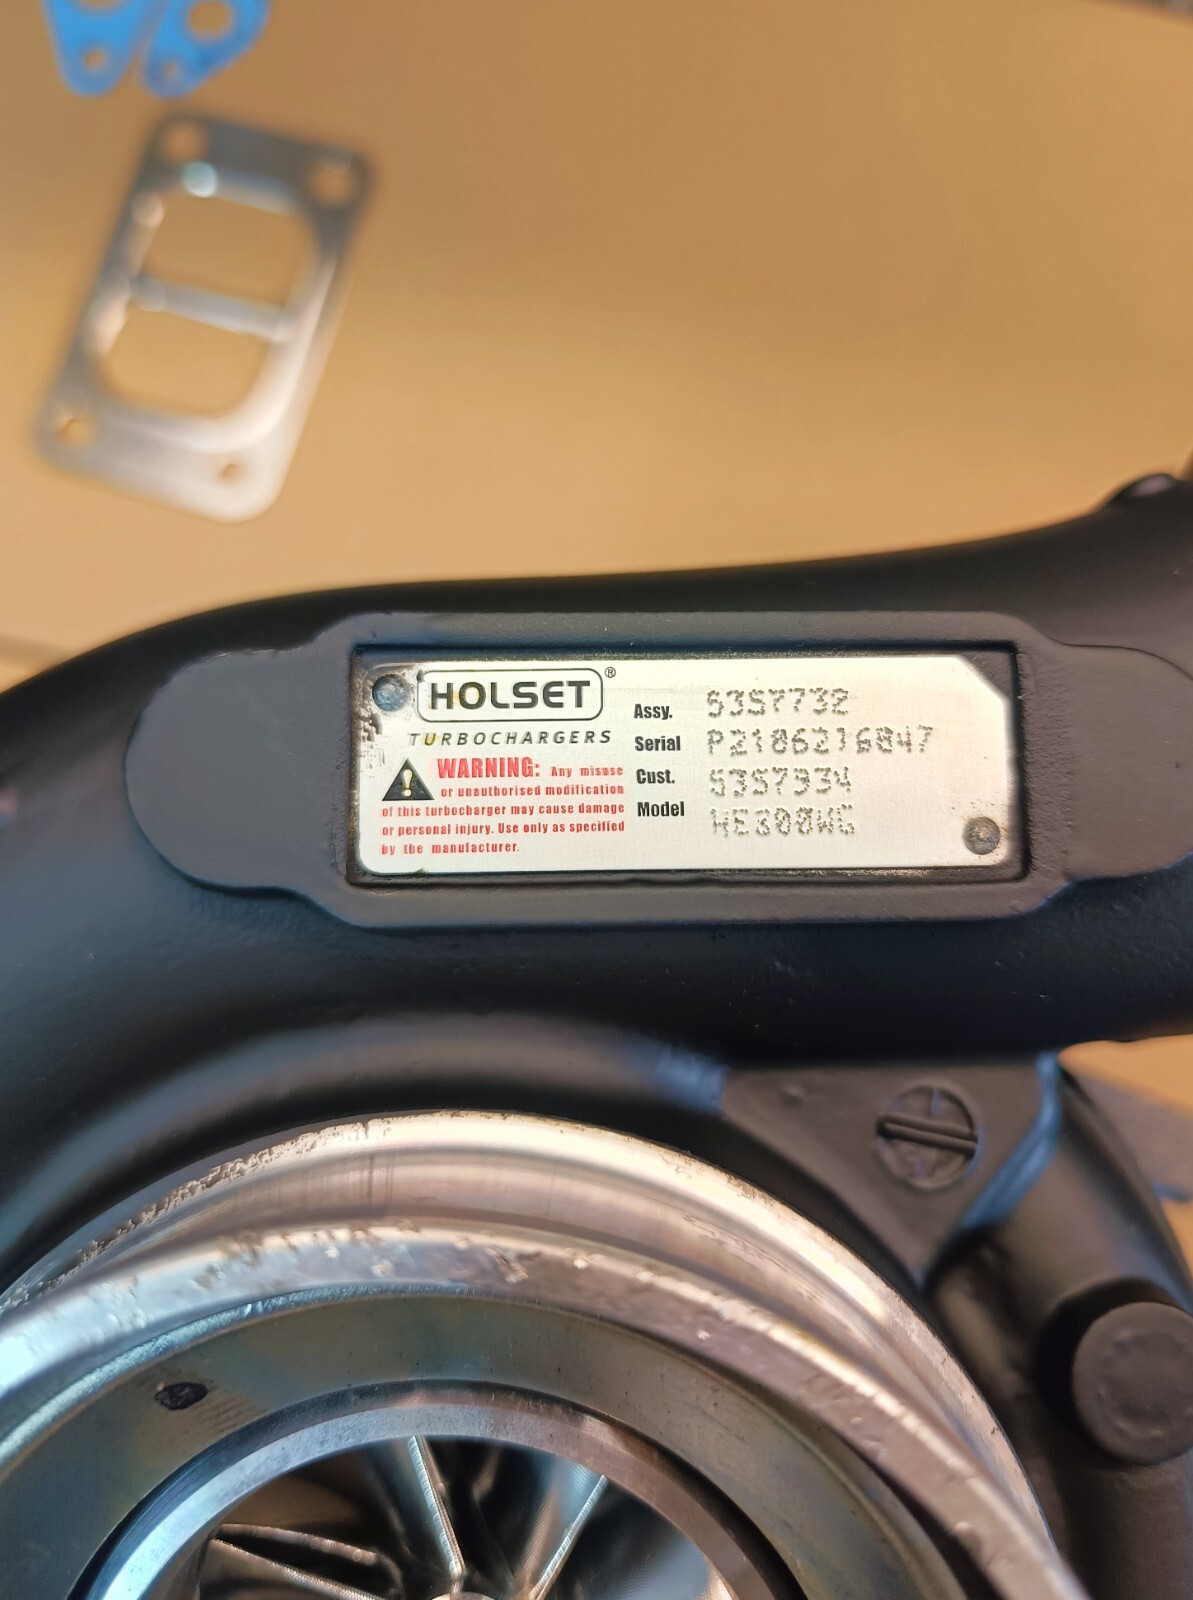 HOLSET®
TURBOCHARGERS
WARNING: Any misuse
or unauthorised modification
of this turbocharger may cause damage
or personal injury. Use only as specified
by the manufacturer.
Assy. 5357732
Serial P2106216047
Cust. 5357934
Model HE300WG